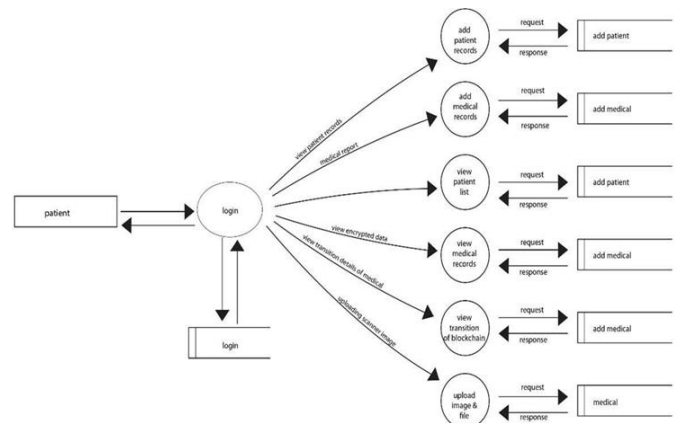 request
add
patient
records
add patient
response
request
add
medical
records
add medical
response
view patient records
medical report
request
view
patient
list
add patient
response
patient
login
view encrypted data
request
view
medical
records
add medical
response
view transition details of medical
request
view
transition
of blockchain
add medical
response
login
uploading scanner image
request
upload
image &
file
medical
response